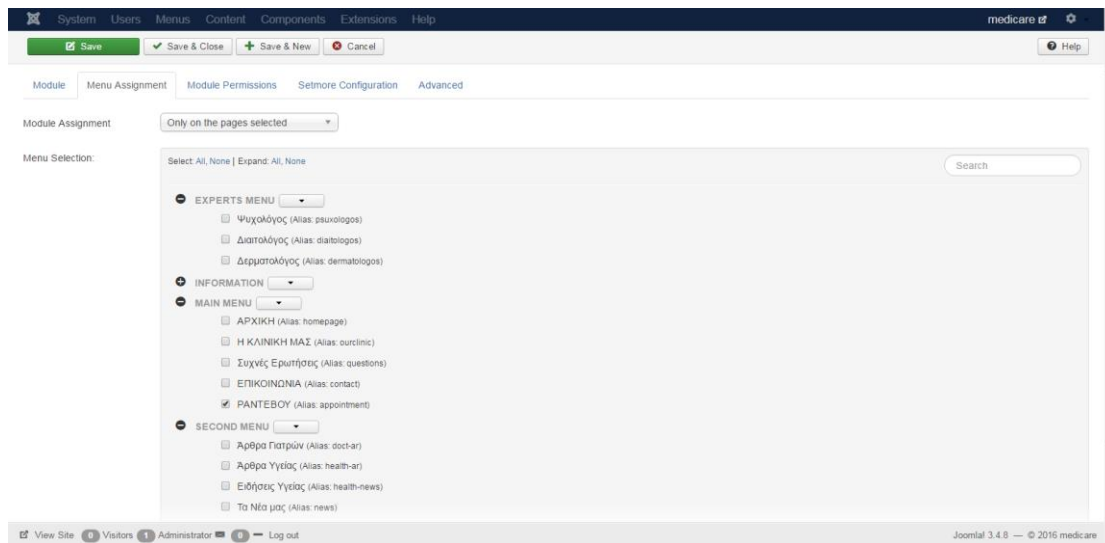 System Users Menus Content Components Extensions Help medicare
Save Save & Close Save & New Cancel Help
Module Menu Assignment Module Permissions Setmore Configuration Advanced
Module Assignment Only on the pages selected
Menu Selection: Select: All, None | Expand: All, None Search
EXPERTS MENU
Ψυχολόγος (Alias: psuxologos)
Διαιτολόγος (Alias: diaitologos)
Δερματολόγος (Alias: dermatologos)
INFORMATION
MAIN MENU
ΑΡΧΙΚΗ (Alias: homepage)
Η ΚΛΙΝΙΚΗ ΜΑΣ (Alias: ourclinic)
Συχνές Ερωτήσεις (Alias: questions)
ΕΠΙΚΟΙΝΩΝΙΑ (Alias: contact)
ΡΑΝΤΕΒΟΥ (Alias: appointment)
SECOND MENU
Άρθρα Γιατρών (Alias: doct-ar)
Άρθρα Υγείας (Alias: health-ar)
Ειδήσεις Υγείας (Alias: health-news)
Τα Νέα μας (Alias: news)
View Site 0 Visitors 1 Administrator 0 Log out Joomla! 3.4.8 — © 2016 medicare